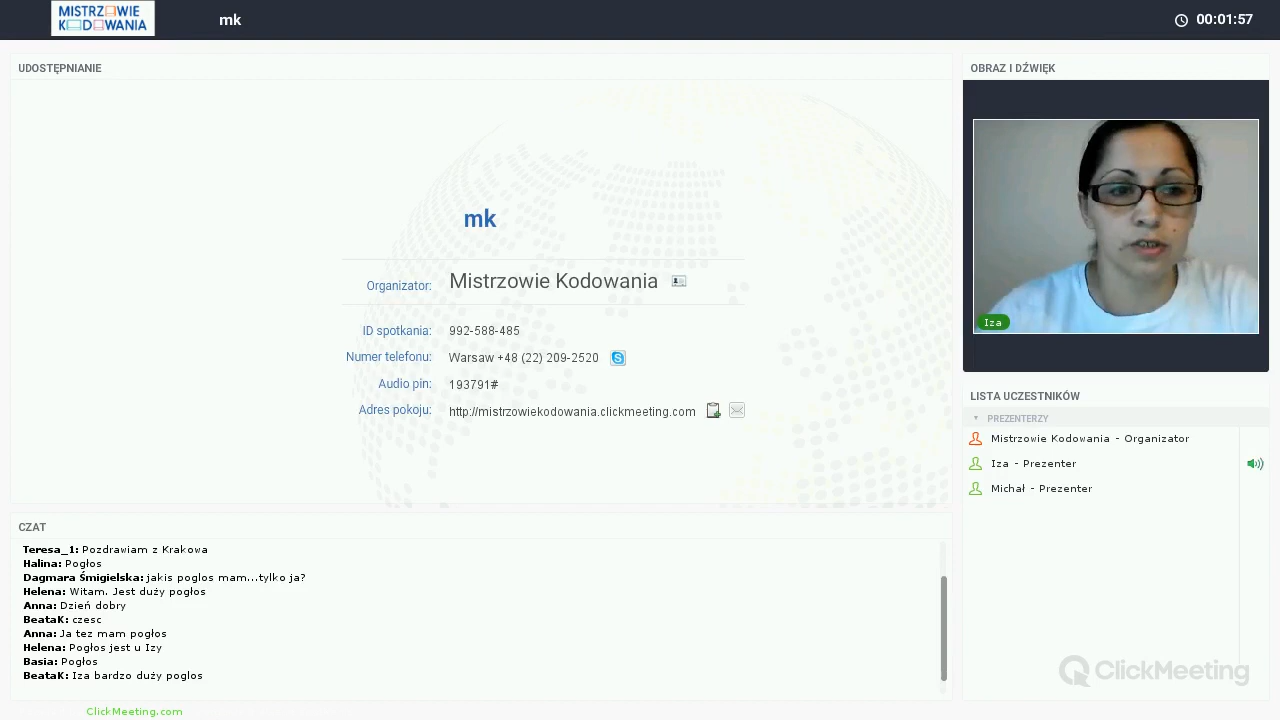 MISTRZOWIE
KODOWANIA
mk
00:01:57
UDOSTĘPNIANIE
mk
Organizator: Mistrzowie Kodowania
ID spotkania: 992-588-485
Numer telefonu: Warsaw +48 (22) 209-2520
Audio pin: 193791#
Adres pokoju: http://mistrzowiekodowania.clickmeeting.com
OBRAZ I DŹWIĘK
Iza
LISTA UCZESTNIKÓW
PREZENTERZY
Mistrzowie Kodowania - Organizator
Iza - Prezenter
Michał - Prezenter
ClickMeeting
CZAT
Teresa_1: Pozdrawiam z Krakowa
Halina: Pogłos
Dagmara Śmigielska: jakis poglos mam...tylko ja?
Helena: Witam. Jest duży pogłos
Anna: Dzień dobry
BeataK: czesc
Anna: Ja tez mam pogłos
Helena: Pogłos jest u Izy
Basia: Pogłos
BeataK: Iza bardzo duży poglos
ClickMeeting.com